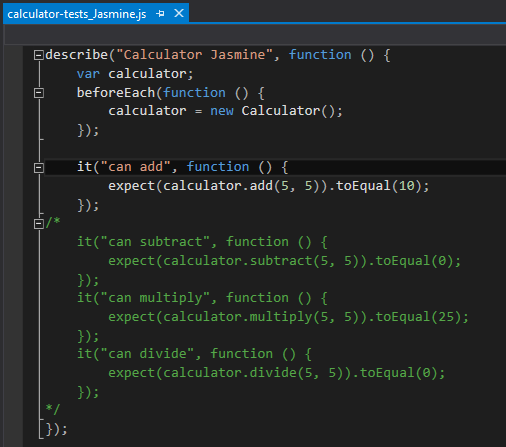 calculator-tests_Jasmine.js
describe("Calculator Jasmine", function () {
    var calculator;
    beforeEach(function () {
        calculator = new Calculator();
    });

    it("can add", function () {
        expect(calculator.add(5, 5)).toEqual(10);
    });
/*
    it("can subtract", function () {
        expect(calculator.subtract(5, 5)).toEqual(0);
    });
    it("can multiply", function () {
        expect(calculator.multiply(5, 5)).toEqual(25);
    });
    it("can divide", function () {
        expect(calculator.divide(5, 5)).toEqual(0);
    });
*/
});